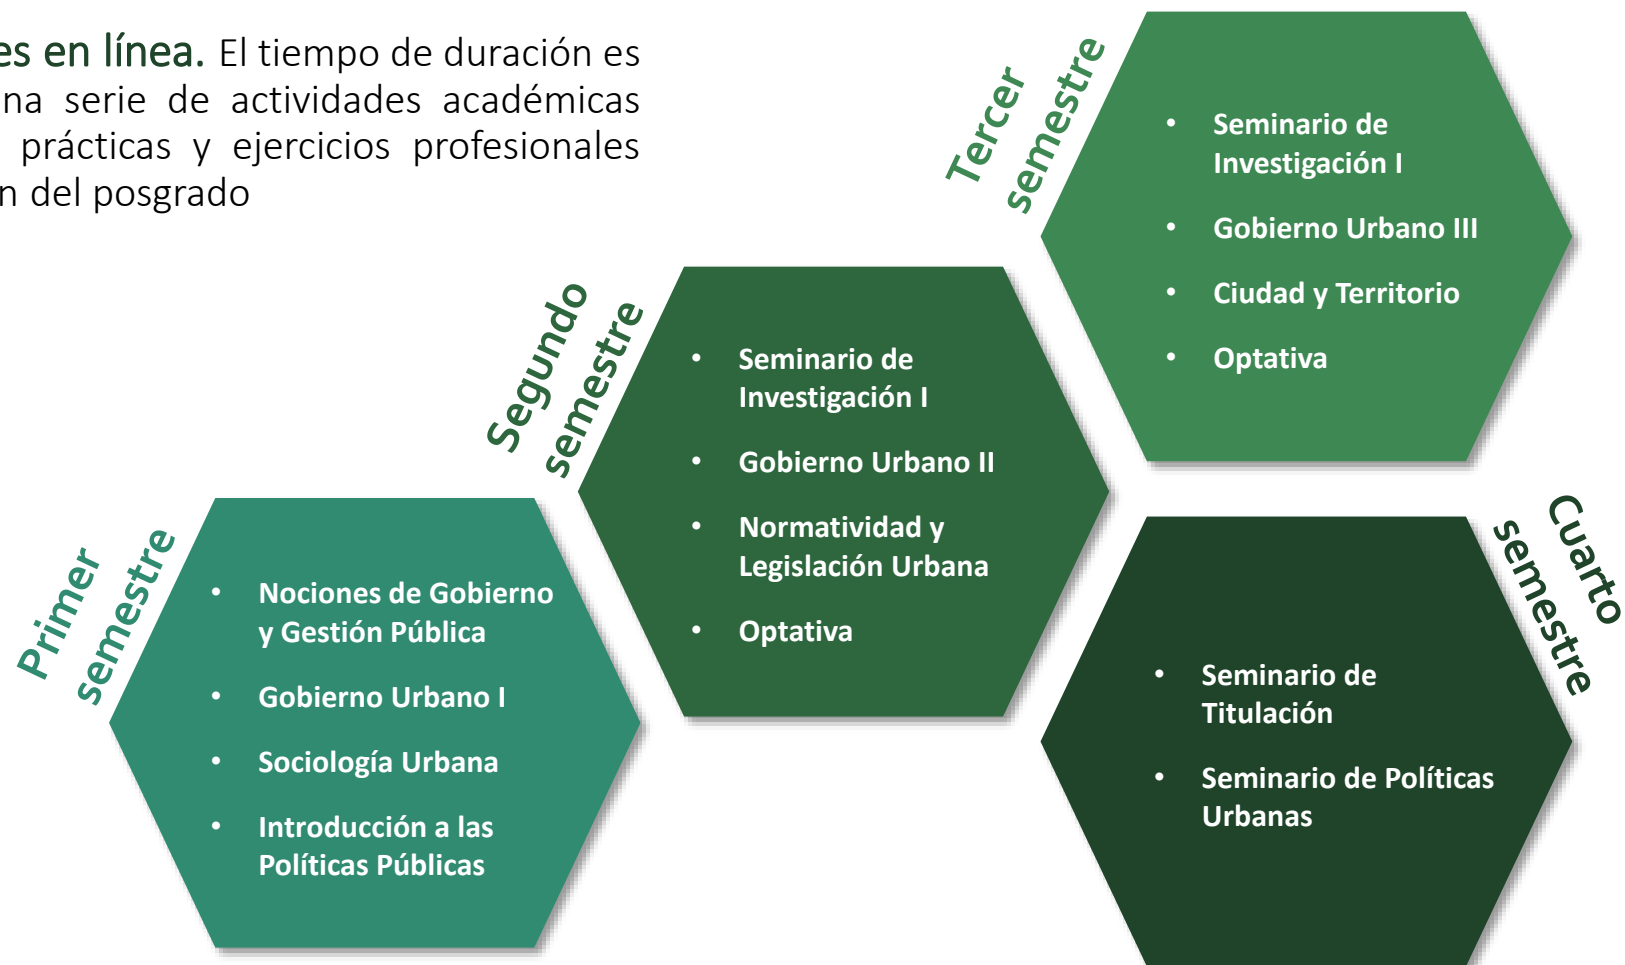 es en línea. El tiempo de duración es
na serie de actividades académicas
prácticas y ejercicios profesionales
n del posgrado
Primer
semestre
• Nociones de Gobierno
y Gestión Pública
• Gobierno Urbano I
• Sociología Urbana
• Introducción a las
Políticas Públicas
Segundo
semestre
• Seminario de
Investigación I
• Gobierno Urbano II
• Normatividad y
Legislación Urbana
• Optativa
Tercer
semestre
• Seminario de
Investigación I
• Gobierno Urbano III
• Ciudad y Territorio
• Optativa
Cuarto
semestre
• Seminario de
Titulación
• Seminario de Políticas
Urbanas